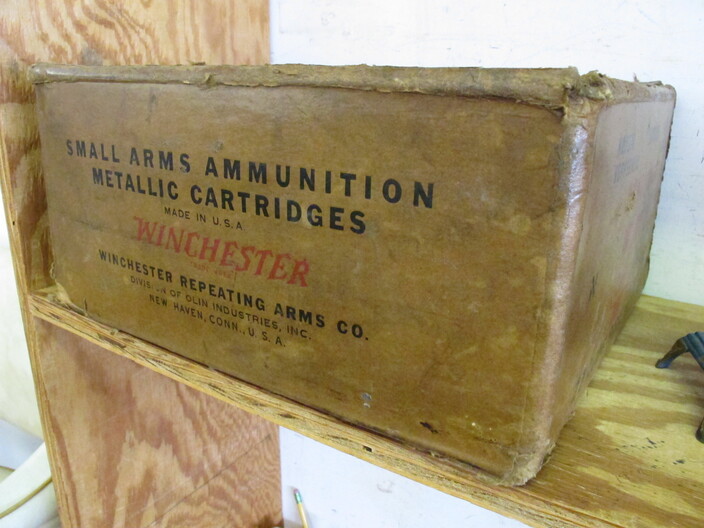 SMALL ARMS AMMUNITION
METALLIC CARTRIDGES
MADE IN U.S.A
WINCHESTER
WINCHESTER REPEATING ARMS CO.
DIVISION OF OLIN INDUSTRIES, INC.
NEW HAVEN, CONN., U.S.A.